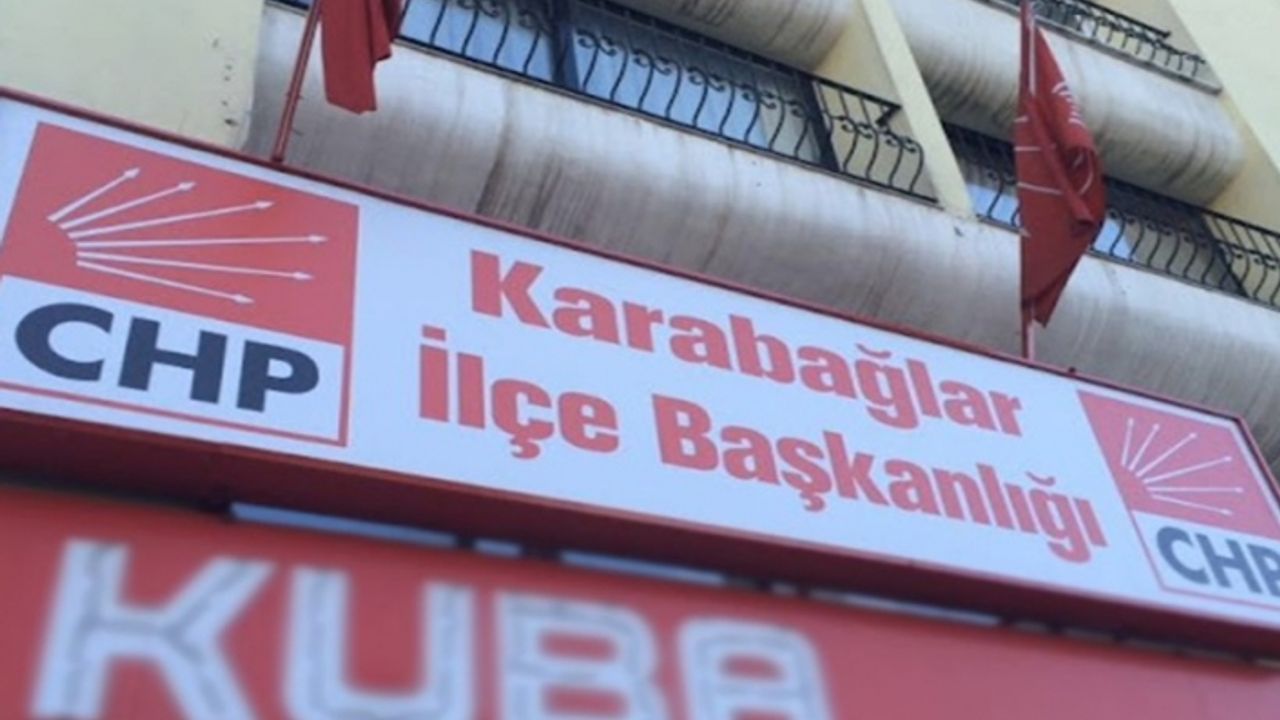 CHP
Karabağlar
İlçe Başkanlığı
CHP
KUBA